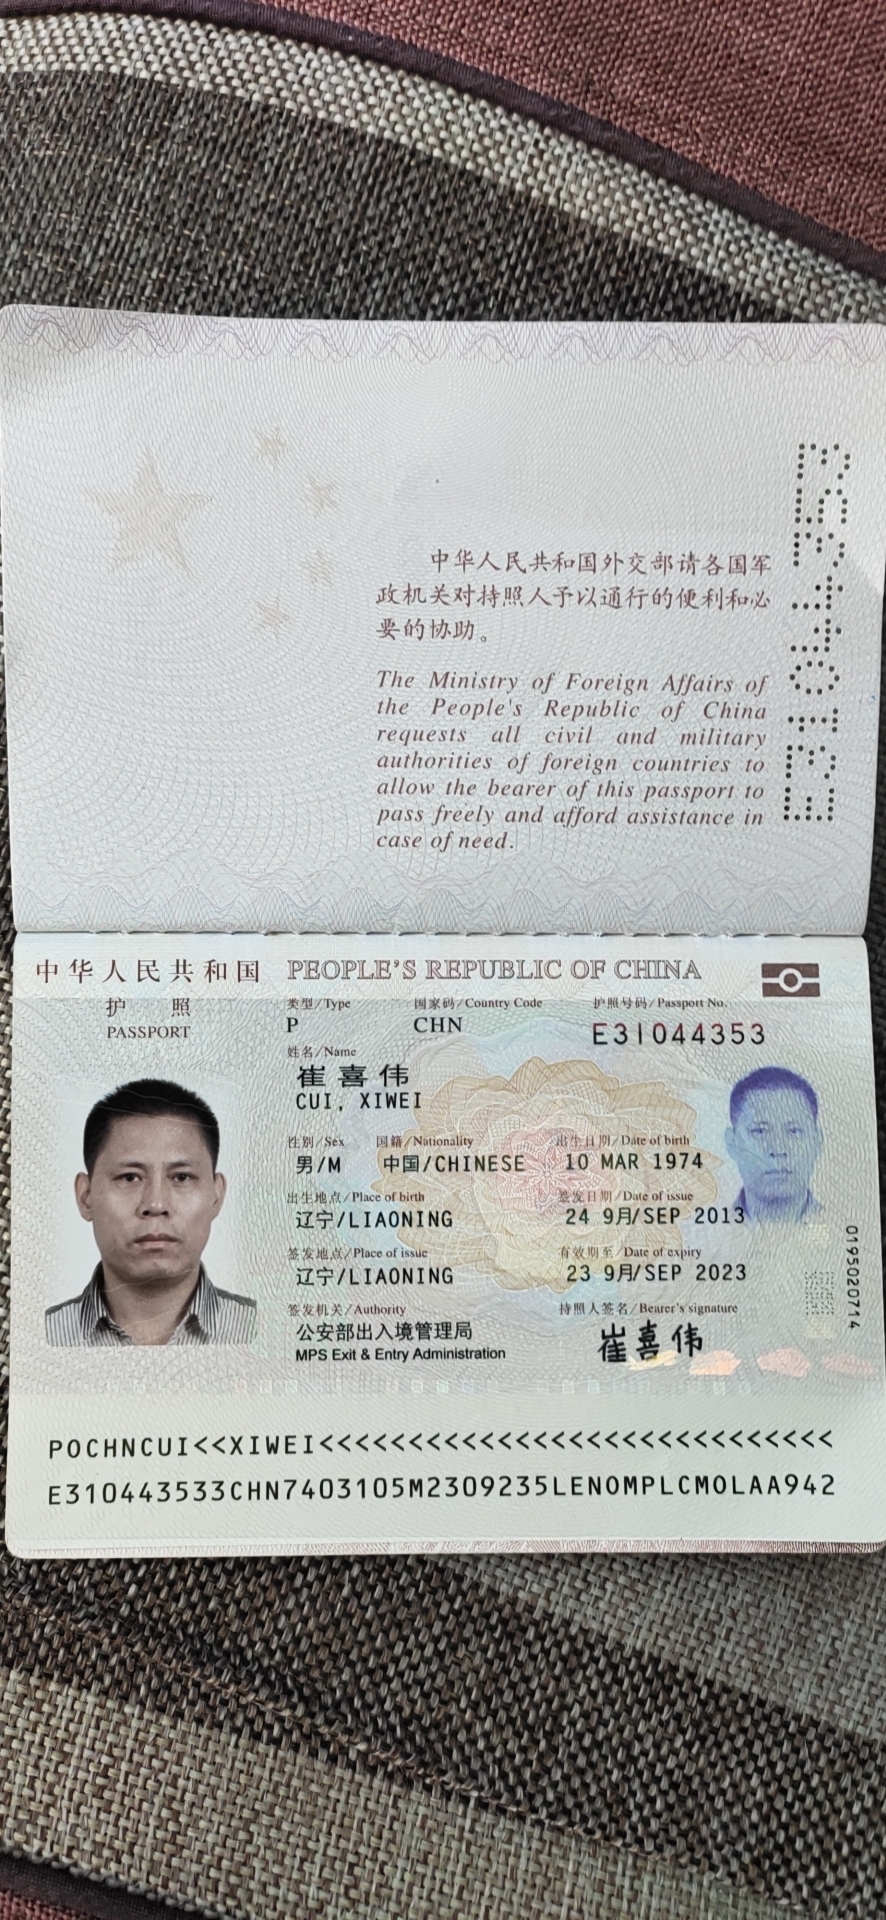 中华人民共和国外交部请各国军
政机关对持照人予以通行的便利和必
要的协助。
The Ministry of Foreign Affairs of
the People's Republic of China
requests all civil and military
authorities of foreign countries to
allow the bearer of this passport to
pass freely and afford assistance in
case of need.
E31044353
中华人民共和国 PEOPLE'S REPUBLIC OF CHINA
护 照
PASSPORT
类型/Type 国家码/Country Code 护照号码/Passport No.
P CHN E31044353
姓名/Name
崔喜伟
CUI, XIWEI
性别/Sex 国籍/Nationality 出生日期/Date of birth
男/M 中国/CHINESE 10 MAR 1974
出生地点/Place of birth 签发日期/Date of issue
辽宁/LIAONING 24 9月/SEP 2013
签发地点/Place of issue 有效期至/Date of expiry
辽宁/LIAONING 23 9月/SEP 2023
签发机关/Authority 持照人签名/Bearer's signature
公安部出入境管理局 崔喜伟
MPS Exit & Entry Administration
0195020714
POCHNCUI<<XIWEI<<<<<<<<<<<<<<<<<<<<<<<<<<<<<
E310443533CHN7403105M2309235LENOMPLCMOLAA942